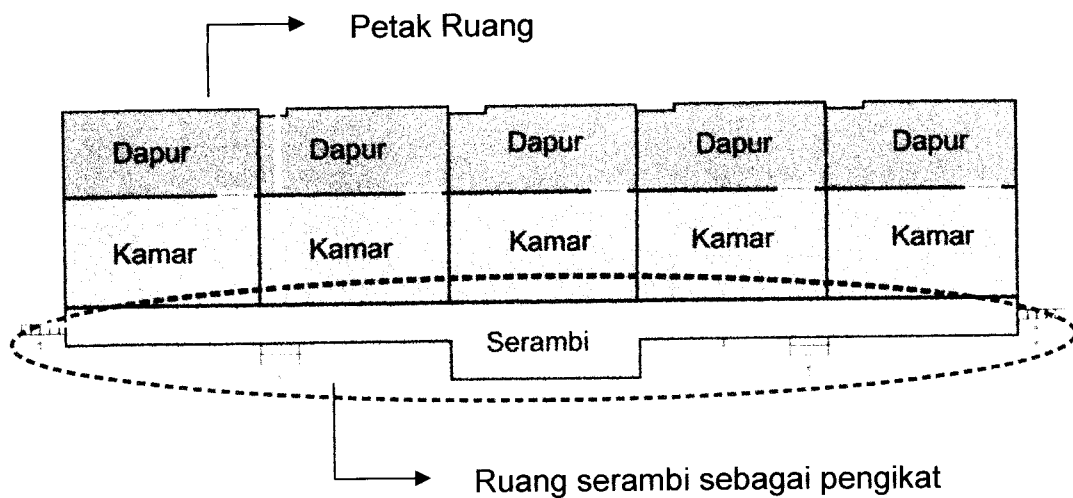 Petak Ruang
Dapur Dapur Dapur Dapur Dapur
Kamar Kamar Kamar Kamar Kamar
Serambi
Ruang serambi sebagai pengikat